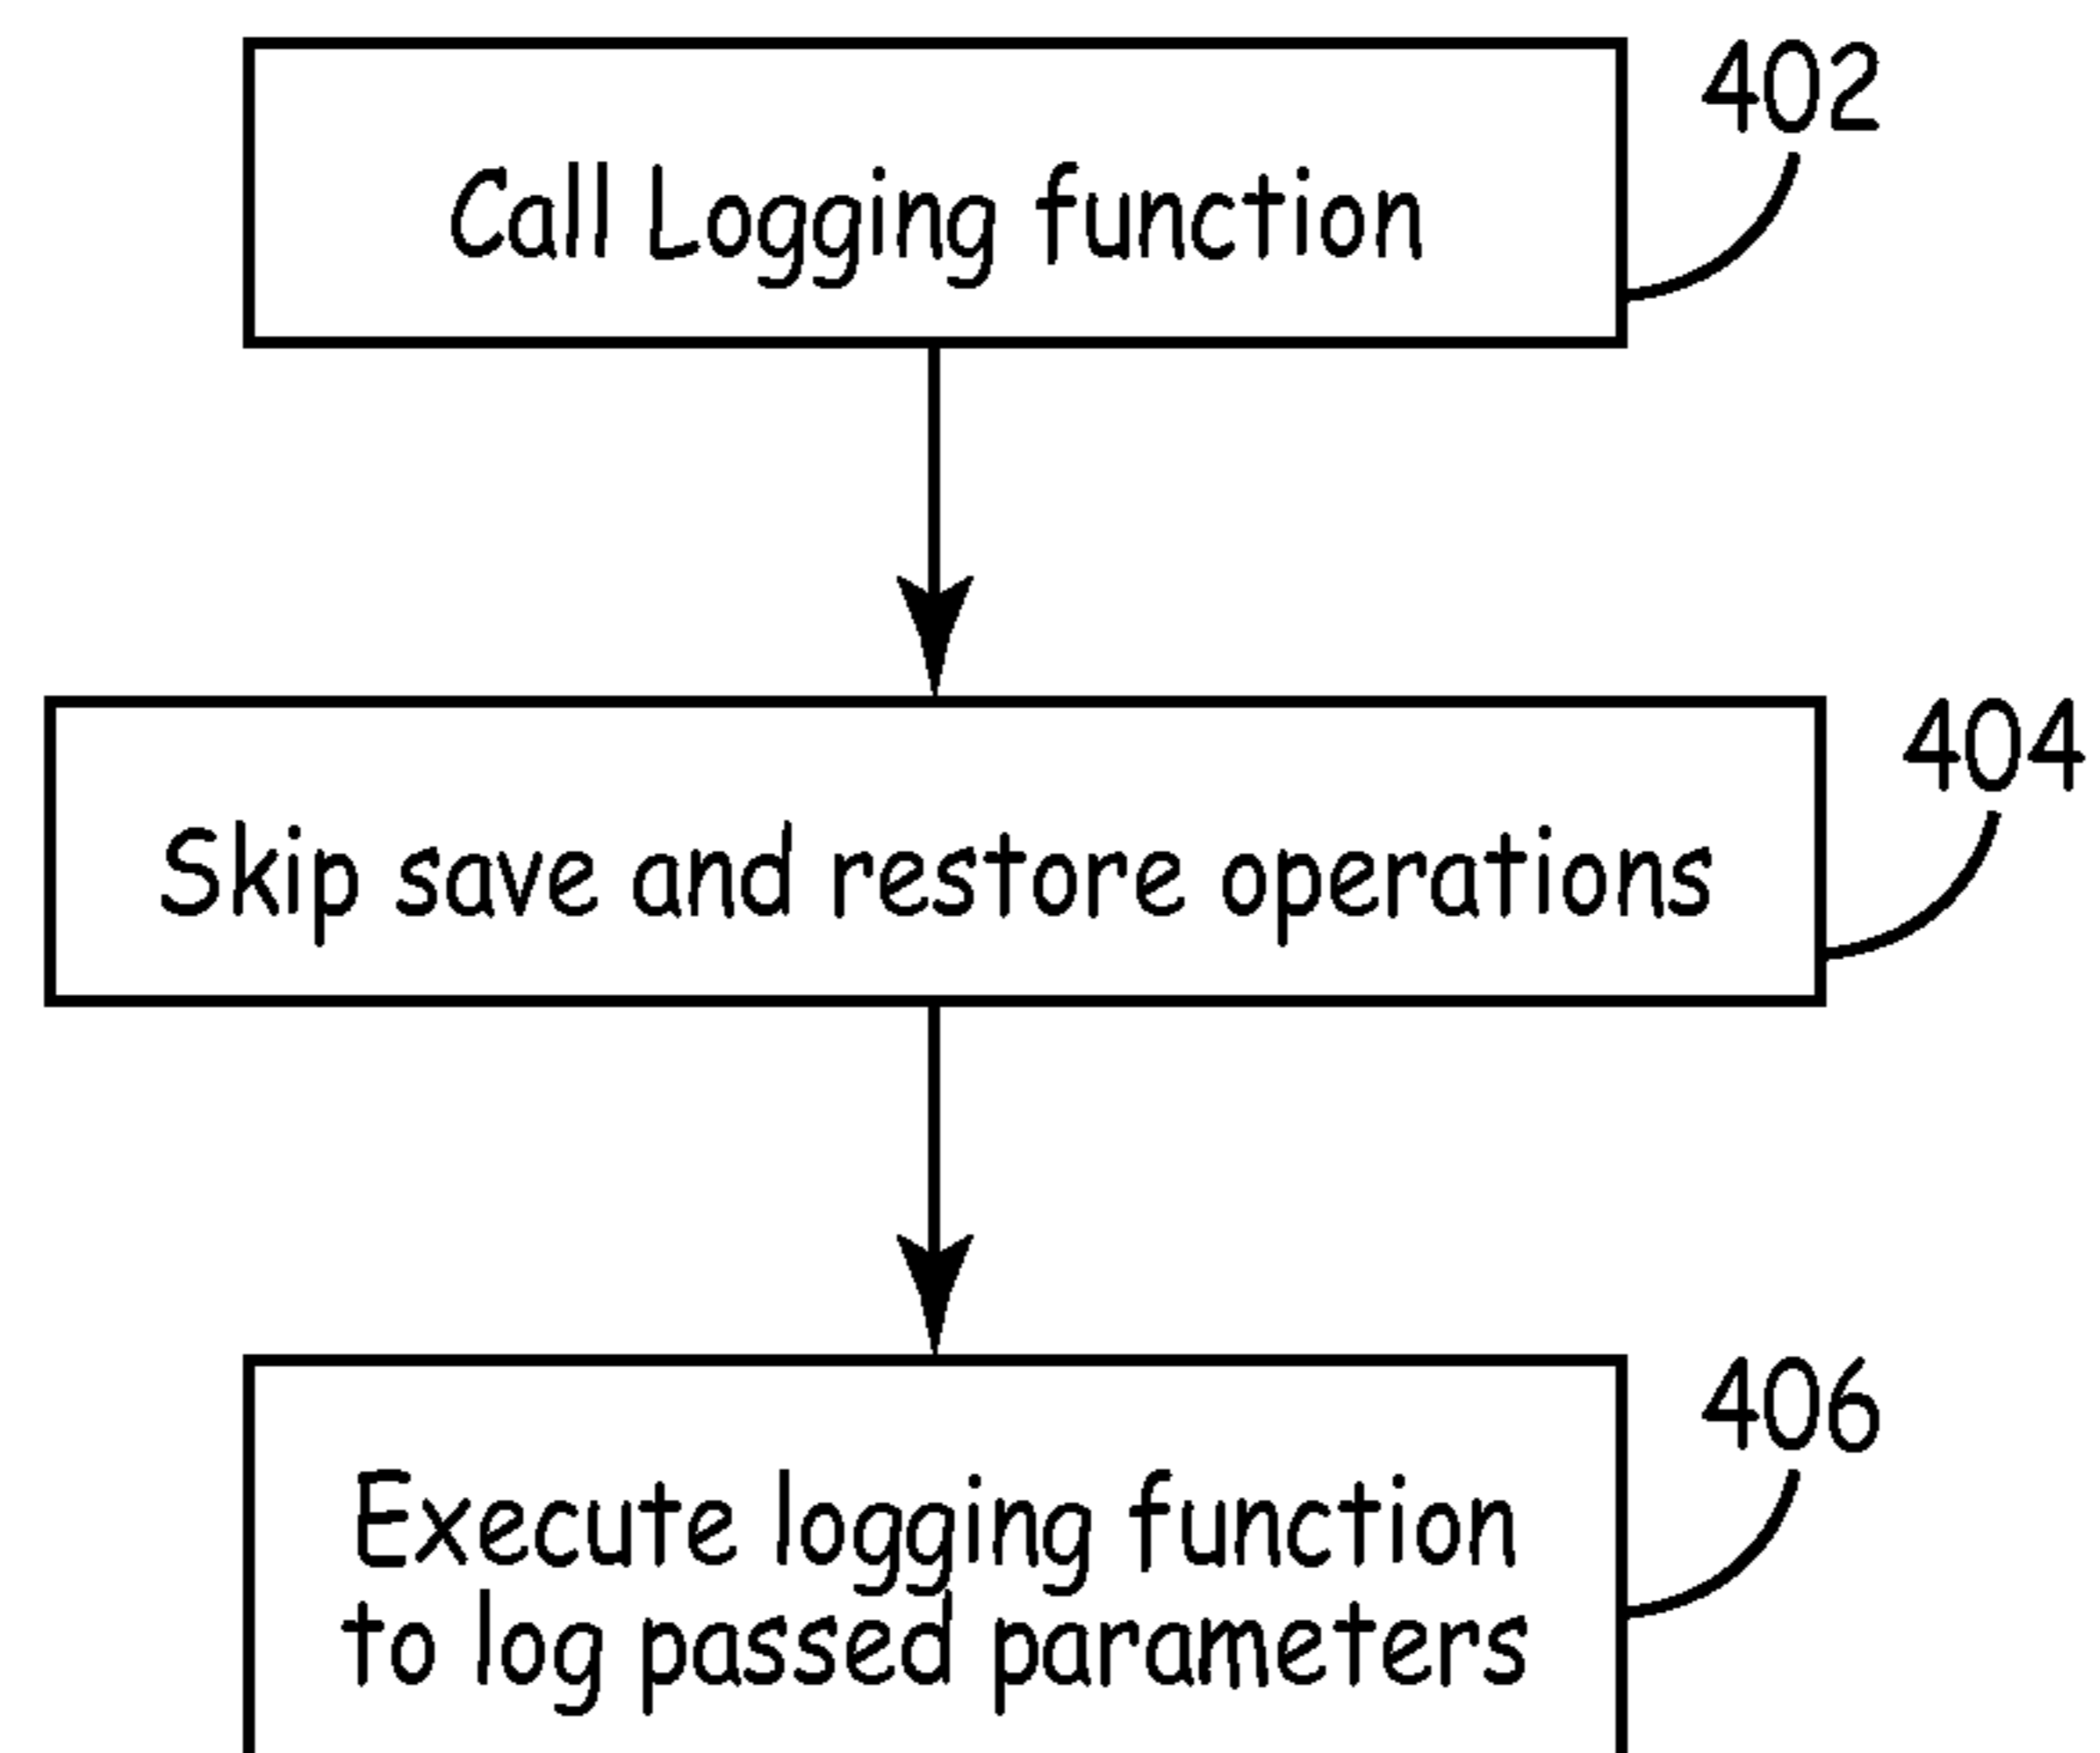 402
Call Logging function
404
Skip save and restore operations
406
Execute logging function
to log passed parameters